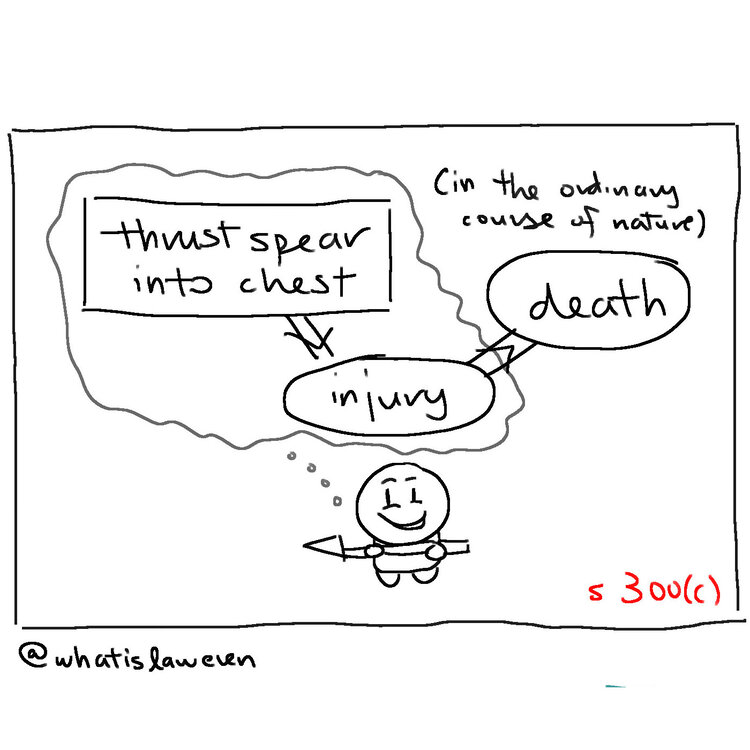 (in the ordinary
course of nature)
thrust spear
into chest
death
injury
s 300(c)
@whatislaweven